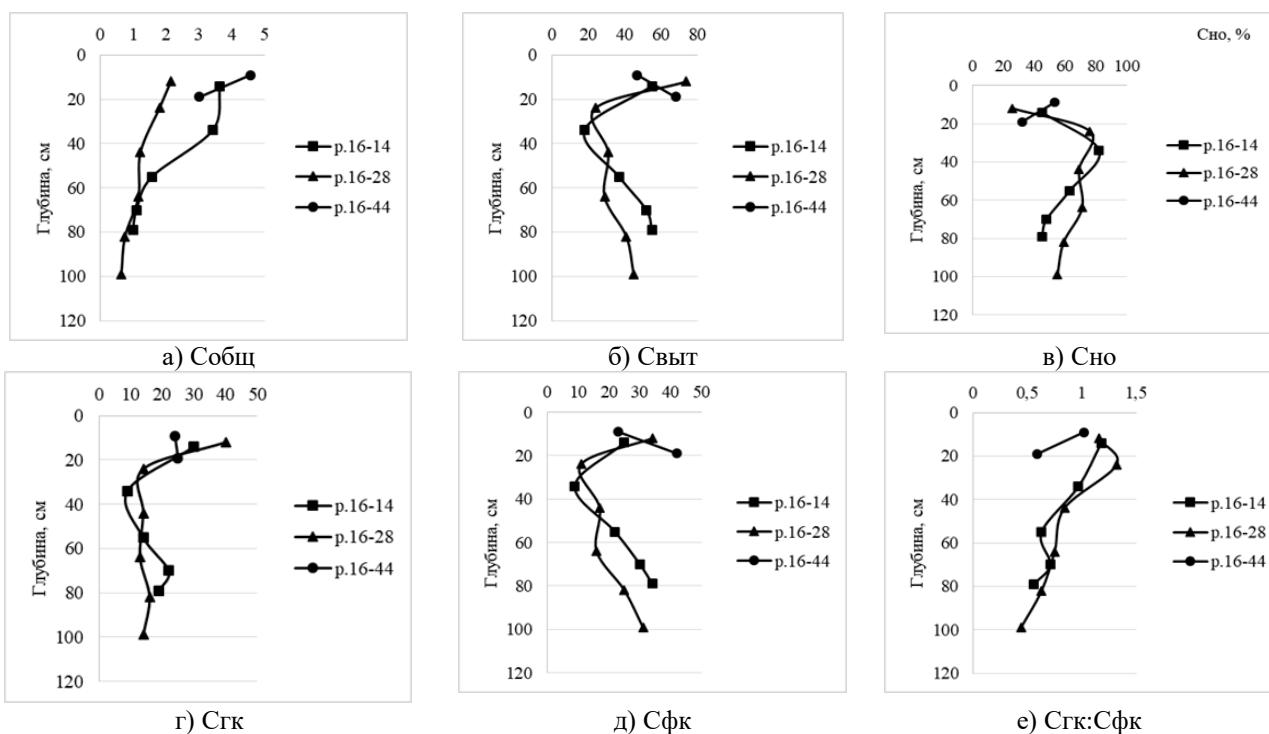 0 1 2 3 4 5
0
20
40
60
80
100
120
Глубина, см
р.16-14
р.16-28
р.16-44
а) Собщ
0 20 40 60 80
0
20
40
60
80
100
120
Глубина, см
р.16-14
р.16-28
р.16-44
б) Свыт
Сно, %
0 20 40 60 80 100
0
20
40
60
80
100
120
Глубина, см
р.16-14
р.16-28
р.16-44
в) Сно
0 10 20 30 40 50
0
20
40
60
80
100
120
Глубина, см
р.16-14
р.16-28
р.16-44
г) Сгк
0 10 20 30 40 50
0
20
40
60
80
100
120
Глубина, см
р.16-14
р.16-28
р.16-44
д) Сфк
0 0,5 1 1,5
0
20
40
60
80
100
120
Глубина, см
р.16-14
р.16-28
р.16-44
е) Сгк:Сфк